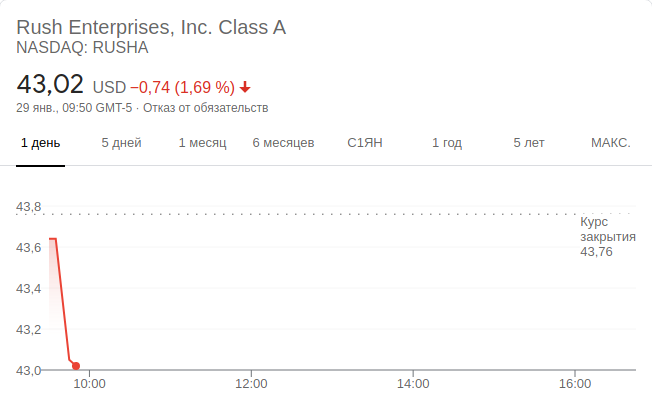 Rush Enterprises, Inc. Class A
NASDAQ: RUSHA
43,02 USD −0,74 (1,69 %)
29 янв., 09:50 GMT-5 · Отказ от обязательств
1 день 5 дней 1 месяц 6 месяцев С1ЯН 1 год 5 лет МАКС.
43,8
Курс
закрытия
43,76
43,6
43,4
43,2
43,0
10:00 12:00 14:00 16:00